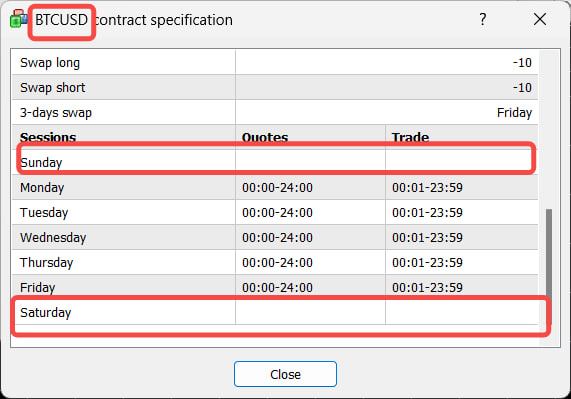 BTCUSD contract specification
Swap long -10
Swap short -10
3-days swap Friday
Sessions Quotes Trade
Sunday
Monday 00:00-24:00 00:01-23:59
Tuesday 00:00-24:00 00:01-23:59
Wednesday 00:00-24:00 00:01-23:59
Thursday 00:00-24:00 00:01-23:59
Friday 00:00-24:00 00:01-23:59
Saturday
Close